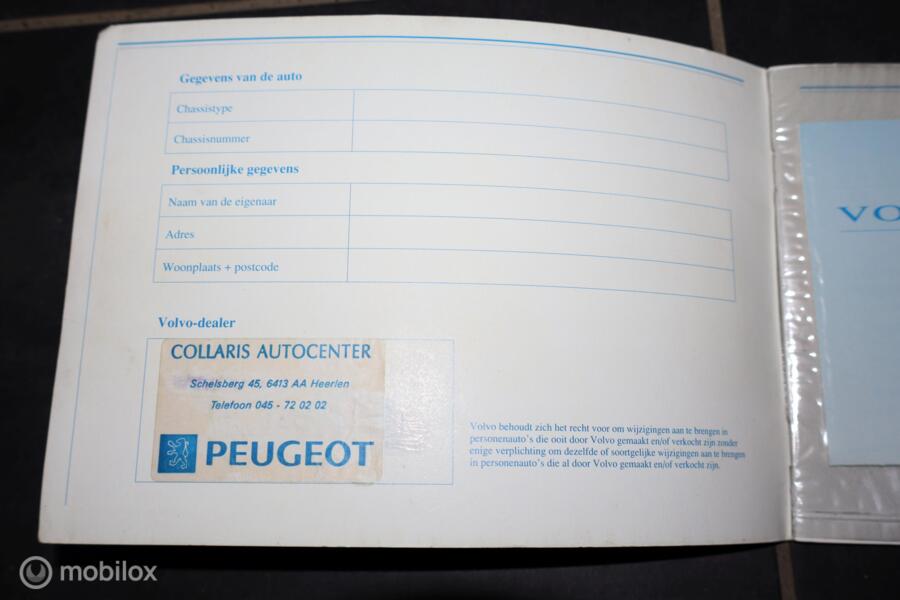 Gegevens van de auto
Chassistype
Chassisnummer
Persoonlijke gegevens
Naam van de eigenaar
Adres
Woonplaats + postcode
Volvo-dealer
COLLARIS AUTOCENTER
Schelsberg 45, 6413 AA Heerlen
Telefoon 045 - 72 02 02
PEUGEOT
Volvo behoudt zich het recht voor om wijzigingen aan te brengen in
personenauto's die ooit door Volvo gemaakt en/of verkocht zijn zonder
enige verplichting om dezelfde of soortgelijke wijzigingen aan te brengen
in personenauto's die al door Volvo gemaakt en/of verkocht zijn.
VO
mobilox